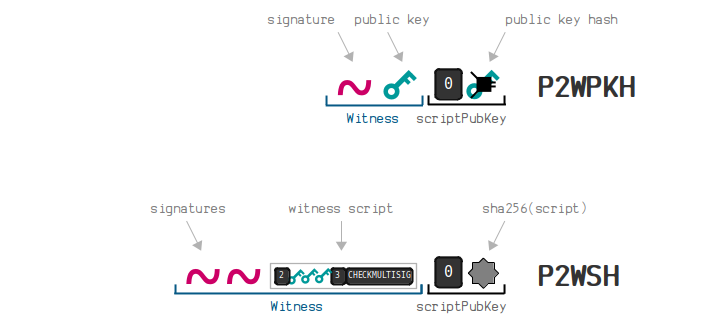 signature public key public key hash
0 P2WPKH
Witness scriptPubKey
signatures witness script sha256(script)
2 3 CHECKMULTISIG 0 P2WSH
Witness scriptPubKey